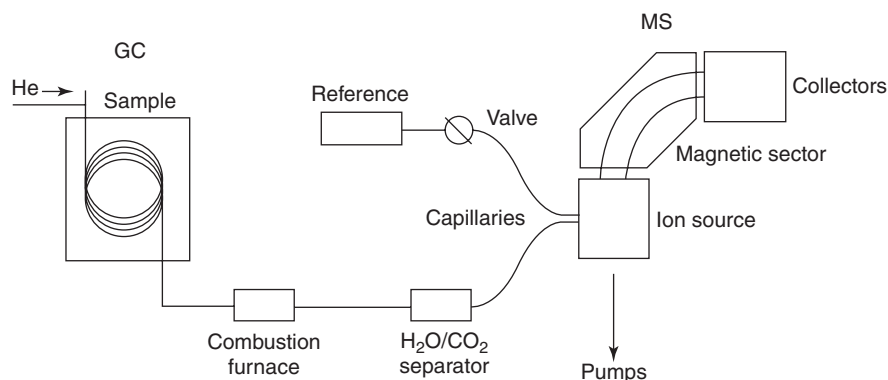 MS
GC
He
Sample
Reference
Valve
Collectors
Magnetic sector
Capillaries
Ion source
Combustion
furnace
H₂O/CO₂
separator
Pumps